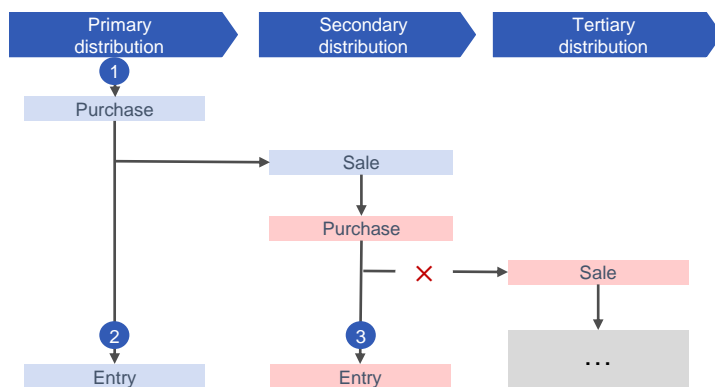 Primary
distribution
Secondary
distribution
Tertiary
distribution
1
Purchase
Sale
Purchase
Sale
2
3
...
Entry
Entry